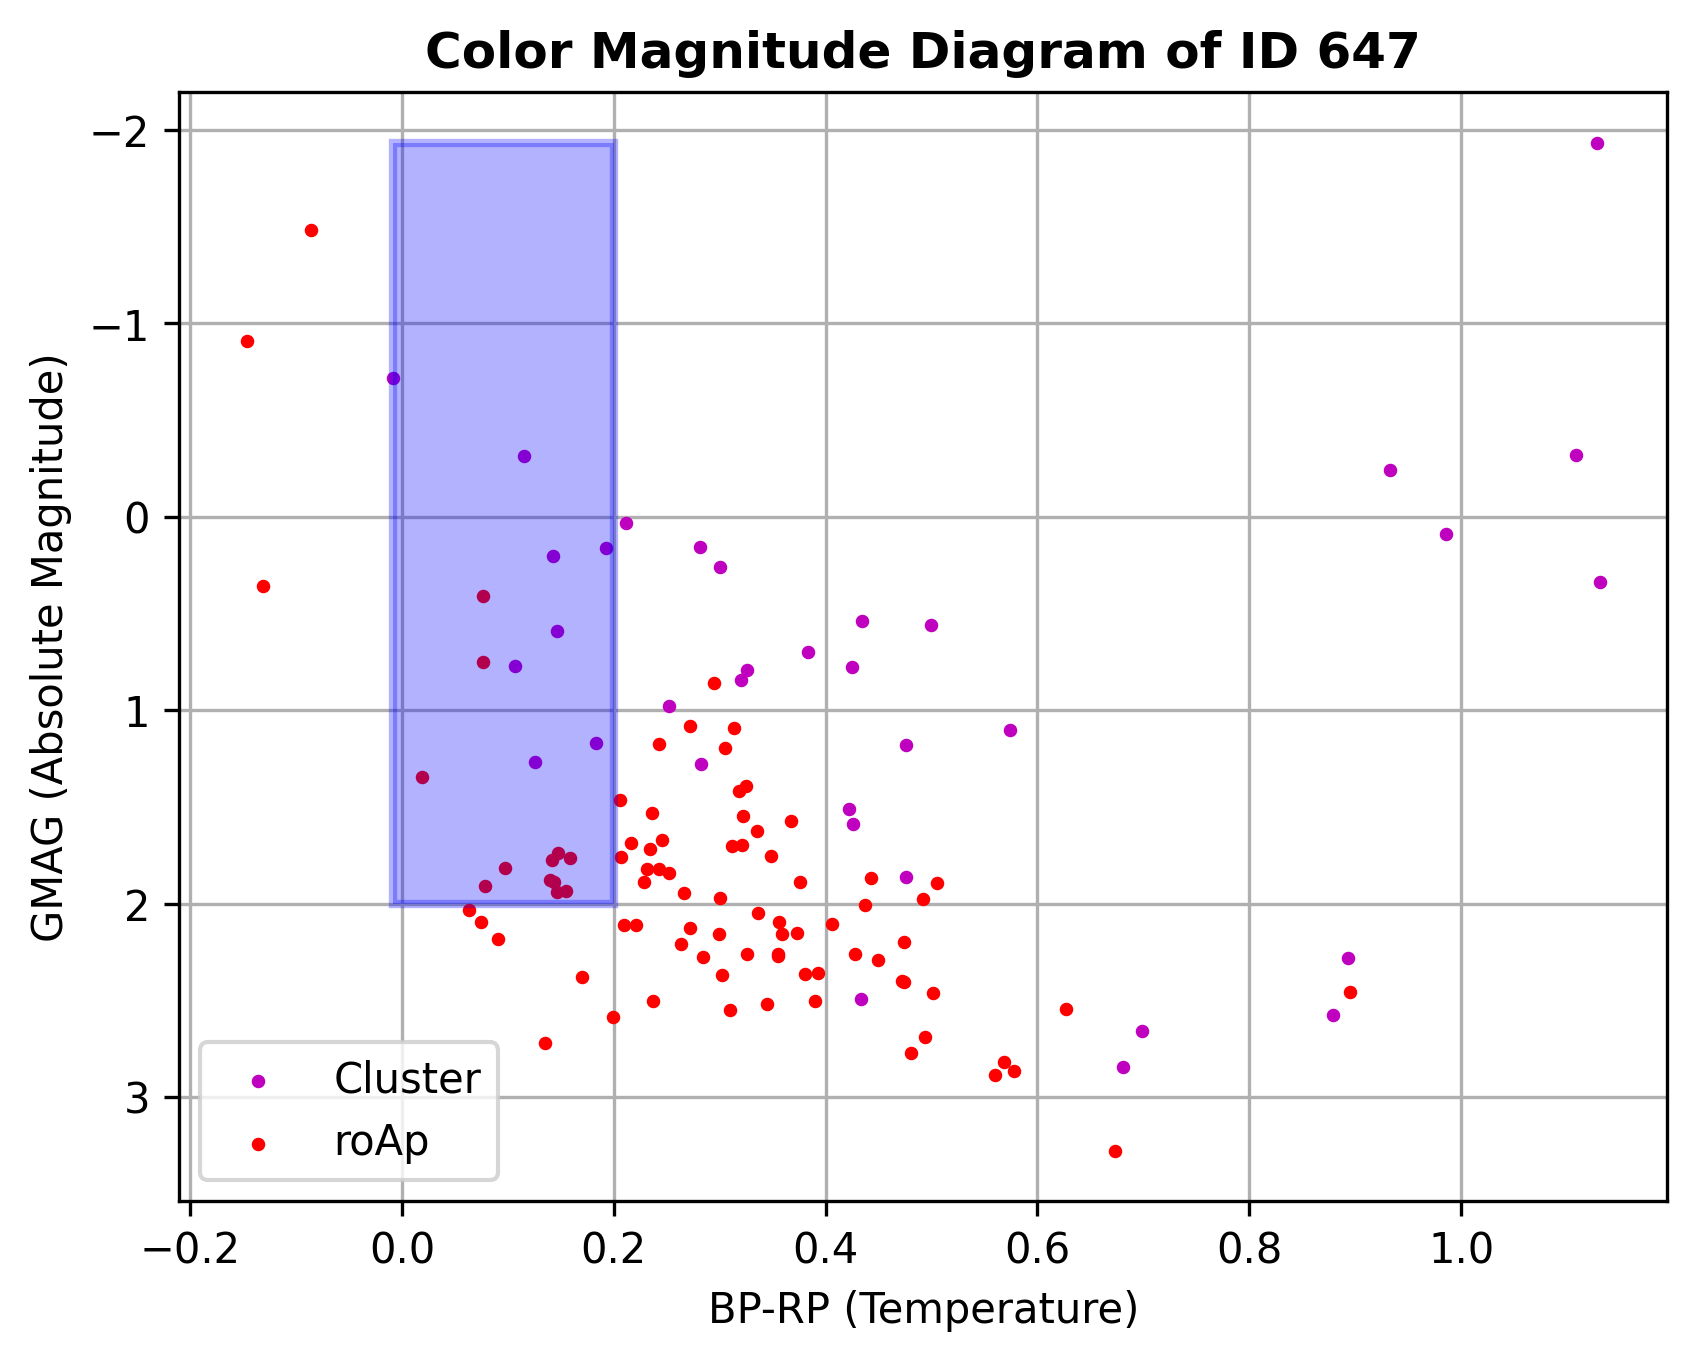 Color Magnitude Diagram of ID 647
GMAG (Absolute Magnitude)
−2
−1
0
1
2
3
Cluster
roAp
−0.2 0.0 0.2 0.4 0.6 0.8 1.0
BP-RP (Temperature)